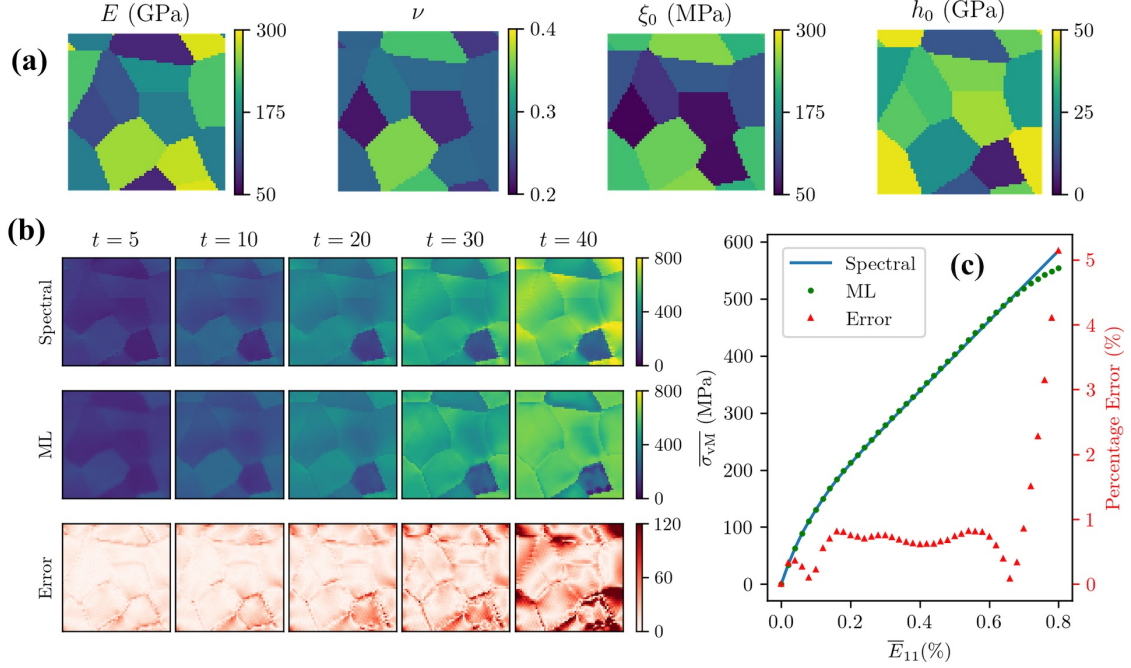 E (GPa)
ν
ξ₀ (MPa)
h₀ (GPa)
(a)
300
175
50
0.4
0.3
0.2
300
175
50
50
25
0
(b)
t = 5
t = 10
t = 20
t = 30
t = 40
Spectral
800
400
0
ML
800
400
0
Error
120
60
0
(c)
Spectral
ML
Error
600
500
400
300
200
100
0
σ̅_vM (MPa)
5
4
3
2
1
0
Percentage Error (%)
0.0
0.2
0.4
0.6
0.8
E̅₁₁(%)